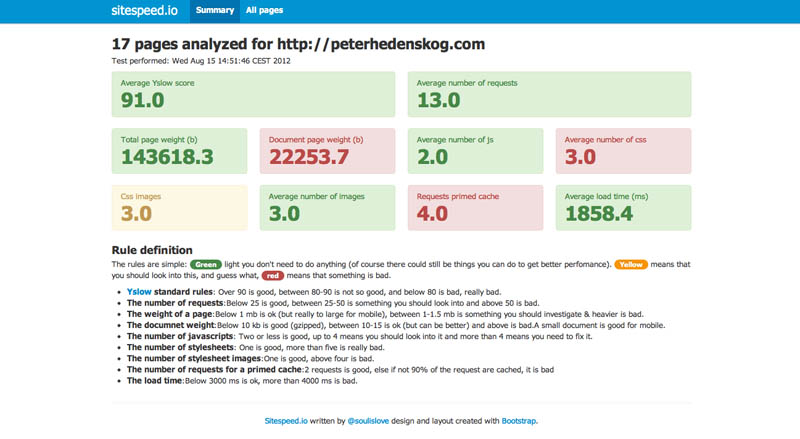 sitespeed.io Summary All pages
17 pages analyzed for http://peterhedenskog.com
Test performed: Wed Aug 15 14:51:46 CEST 2012
Average Yslow score
91.0
Average number of requests
13.0
Total page weight (b)
143618.3
Document page weight (b)
22253.7
Average number of js
2.0
Average number of css
3.0
Css images
3.0
Average number of images
3.0
Requests primed cache
4.0
Average load time (ms)
1858.4
Rule definition
The rules are simple: Green light you don't need to do anything (of course there could still be things you can do to get better perfomance). Yellow means that
you should look into this, and guess what, red means that something is bad.
Yslow standard rules: Over 90 is good, between 80-90 is not so good, and below 80 is bad, really bad.
The number of requests:Below 25 is good, between 25-50 is something you should look into and above 50 is bad.
The weight of a page:Below 1 mb is ok (but really to large for mobile), between 1-1.5 mb is something you should investigate & heavier is bad.
The documnet weight:Below 10 kb is good (gzipped), between 10-15 is ok (but can be better) and above is bad.A small document is good for mobile.
The number of javascripts: Two or less is good, up to 4 means you should look into it and more than 4 means you need to fix it.
The number of stylesheets: One is good, more than five is really bad.
The number of stylesheet images:One is good, above four is bad.
The number of requests for a primed cache:2 requests is good, else if not 90% of the request are cached, it is bad
The load time:Below 3000 ms is ok, more than 4000 ms is bad.
Sitespeed.io written by @soulislove design and layout created with Bootstrap.